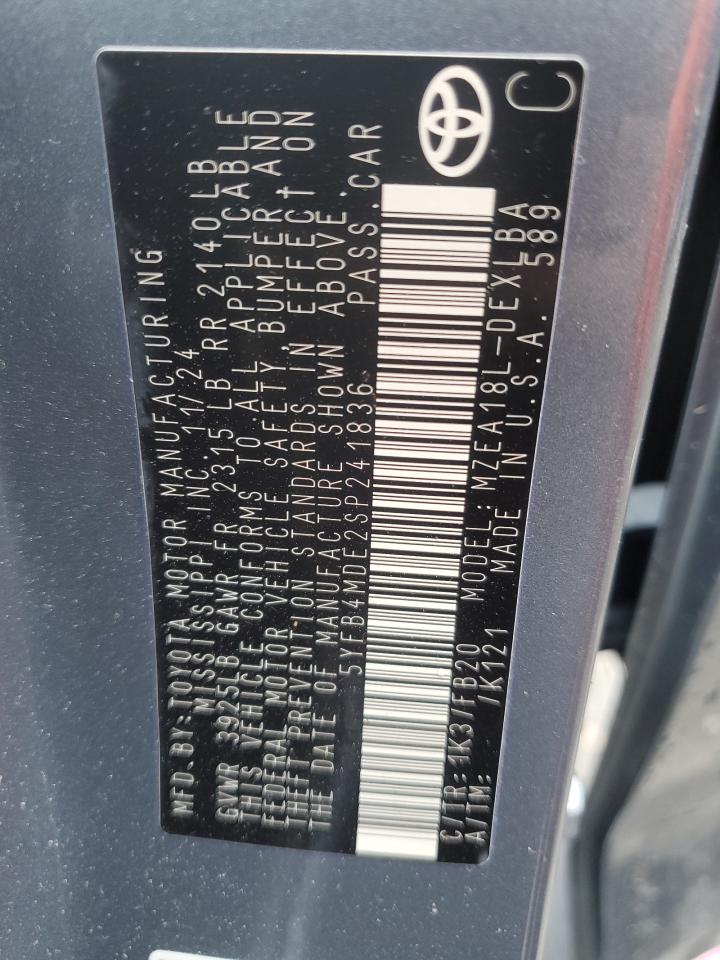 MFD.BY:TOYOTA MOTOR MANUFACTURING
MISSISSIPPI INC. 11/24
GVWR 3925LB GAWR FR 2315 LB RR 2140 LB
THIS VEHICLE CONFORMS TO ALL APPLICABLE
FEDERAL MOTOR VEHICLE SAFETY BUMPER AND
THEFT PREVENTION STANDARDS IN EFFECT ON
THE DATE OF MANUFACTURE SHOWN ABOVE.
5YFB4MDE2SP241836 PASS.CAR
C/TR:1K3/FB20 MODEL:MZEA18L-DEXLBA
A/TM: /K121 MADE IN U.S.A. 589
C